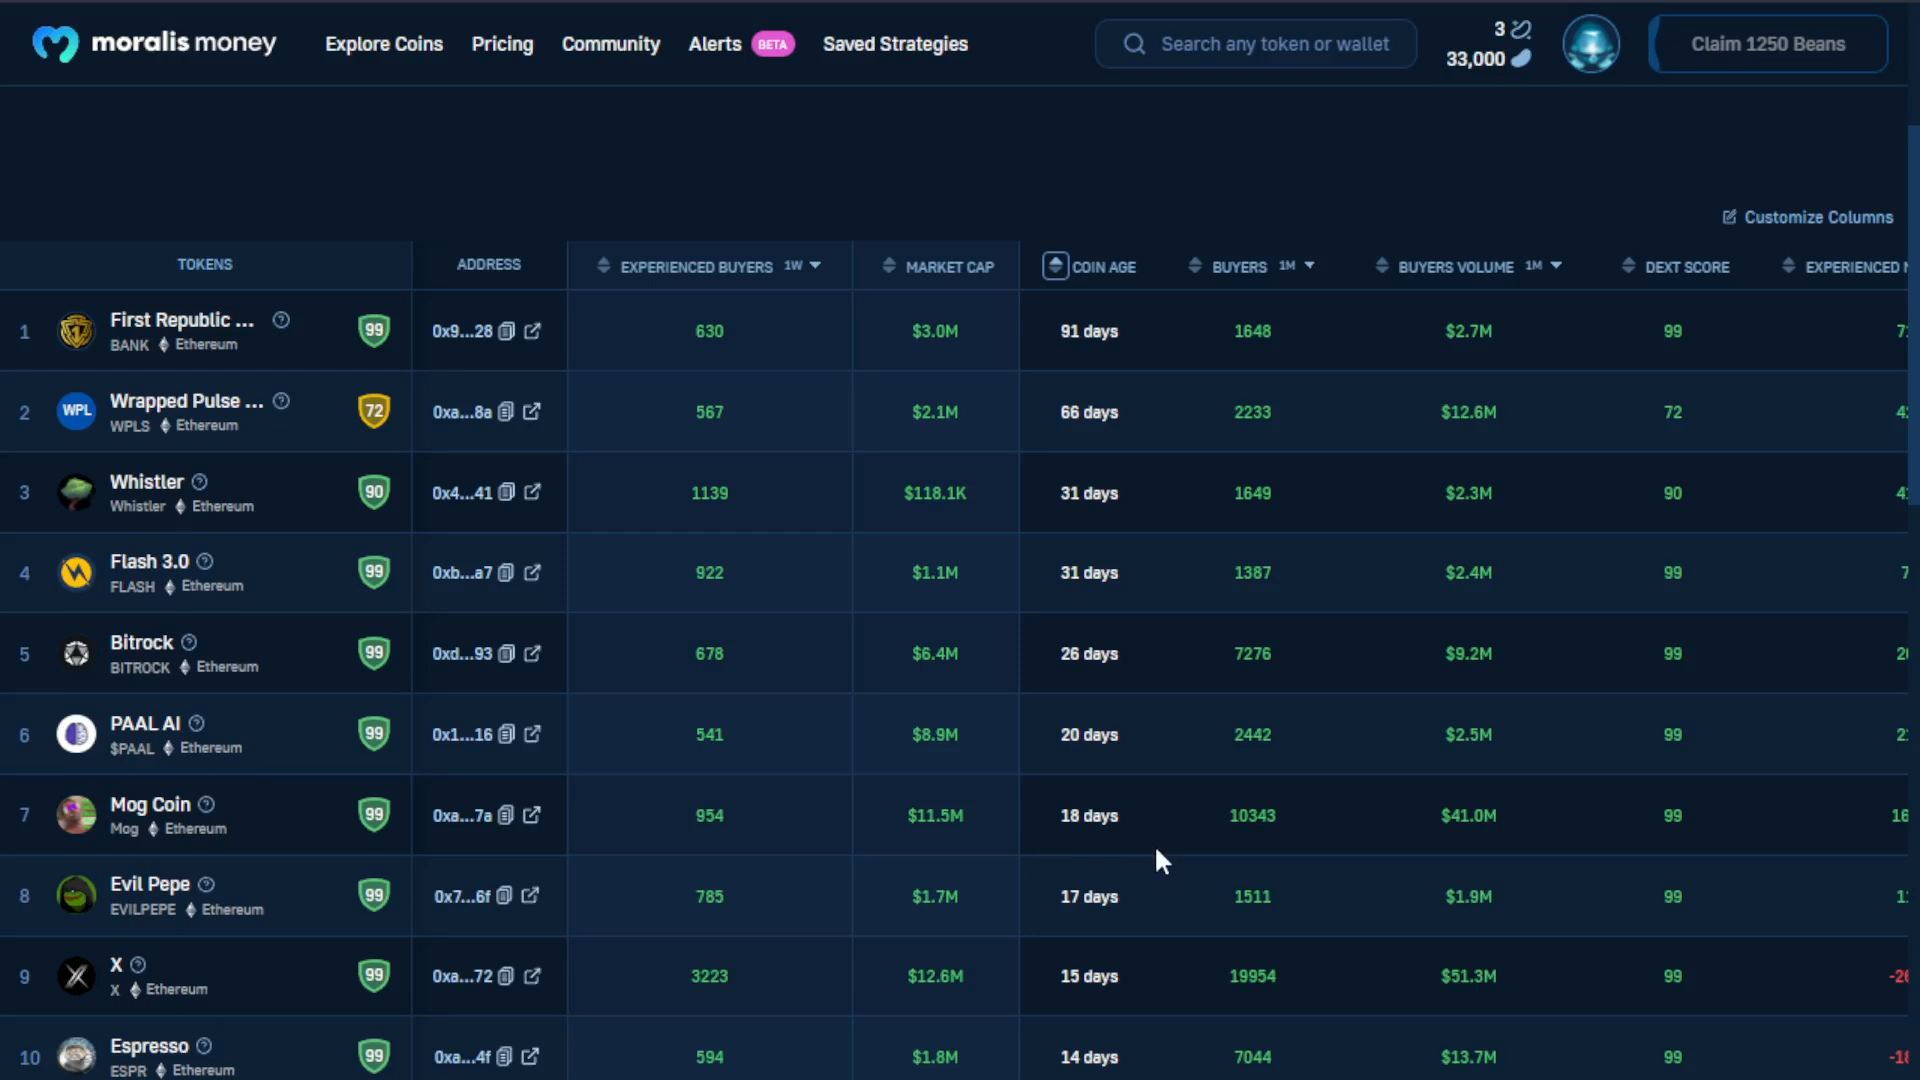 moralis money Explore Coins Pricing Community Alerts BETA Saved Strategies Search any token or wallet 3 33,000 Claim 1250 Beans
Customize Columns
TOKENS ADDRESS EXPERIENCED BUYERS 1W MARKET CAP COIN AGE BUYERS 1M BUYERS VOLUME 1M DEXT SCORE EXPERIENCED
1 First Republic ... 99 0x9...28 630 $3.0M 91 days 1648 $2.7M 99
BANK Ethereum
2 WPL Wrapped Pulse ... 72 0xa...8a 567 $2.1M 66 days 2233 $12.6M 72
WPLS Ethereum
3 Whistler 90 0x4...41 1139 $118.1K 31 days 1649 $2.3M 90
Whistler Ethereum
4 Flash 3.0 99 0xb...a7 922 $1.1M 31 days 1387 $2.4M 99
FLASH Ethereum
5 Bitrock 99 0xd...93 678 $6.4M 26 days 7276 $9.2M 99
BITROCK Ethereum
6 PAAL AI 99 0x1...16 541 $8.9M 20 days 2442 $2.5M 99
$PAAL Ethereum
7 Mog Coin 99 0xa...7a 954 $11.5M 18 days 10343 $41.0M 99
Mog Ethereum
8 Evil Pepe 99 0x7...6f 785 $1.7M 17 days 1511 $1.9M 99
EVILPEPE Ethereum
9 X 99 0xa...72 3223 $12.6M 15 days 19954 $51.3M 99
X Ethereum
10 Espresso 99 0xa...4f 594 $1.8M 14 days 7044 $13.7M 99
ESPR Ethereum